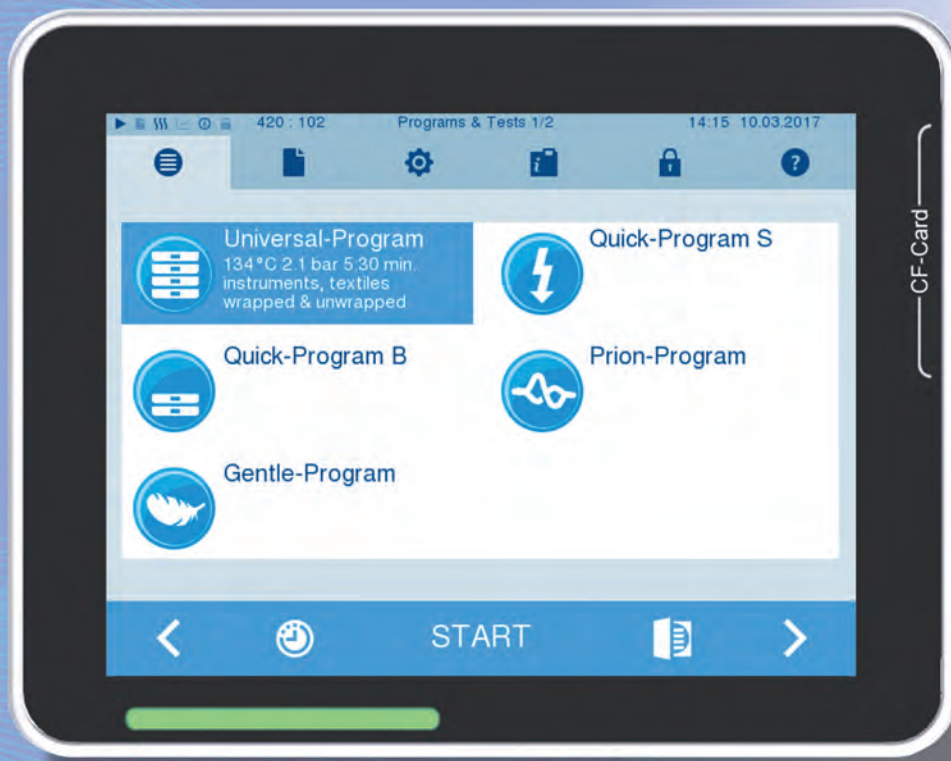 420 : 102 Programs & Tests 1/2 14:15 10.03.2017
Universal-Program
134°C 2.1 bar 5:30 min.
instruments, textiles
wrapped & unwrapped
Quick-Program S
Quick-Program B
Prion-Program
Gentle-Program
START
CF-Card